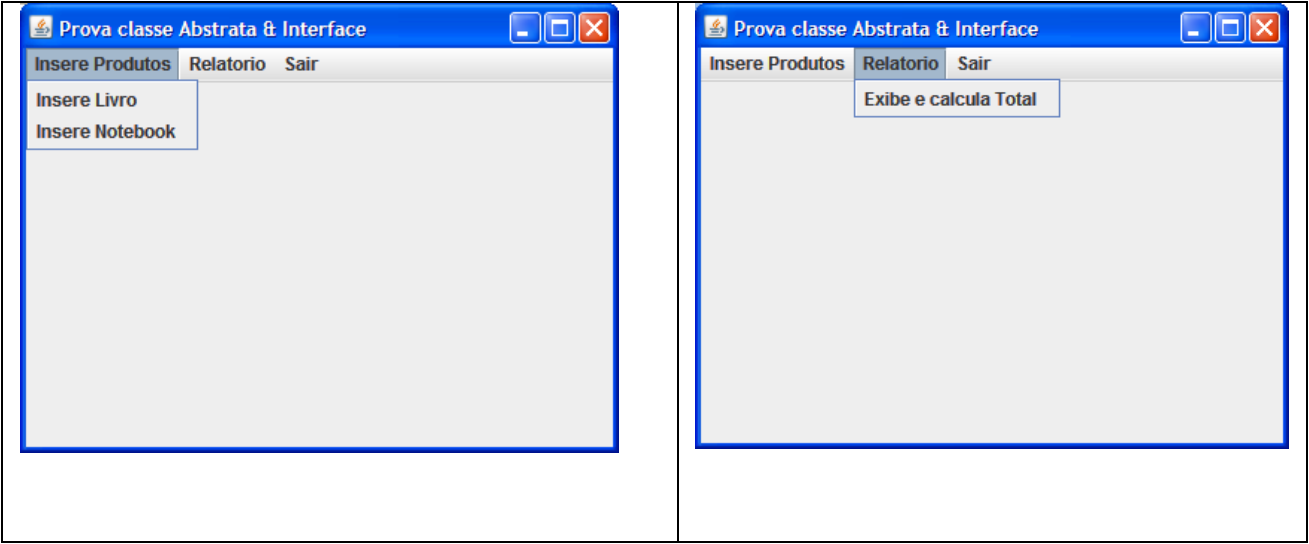 Prova classe Abstrata & Interface
Insere Produtos Relatorio Sair
Insere Livro
Insere Notebook
Prova classe Abstrata & Interface
Insere Produtos Relatorio Sair
Exibe e calcula Total